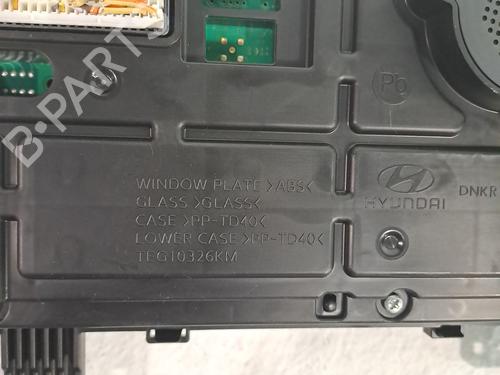 B-PARTS
Pb
WINDOW PLATE >ABS<
GLASS >GLASS<
CASE >PP-TD40<
LOWER CASE >PP-TD40<
TEG10326KM
HYUNDAI
DNKR